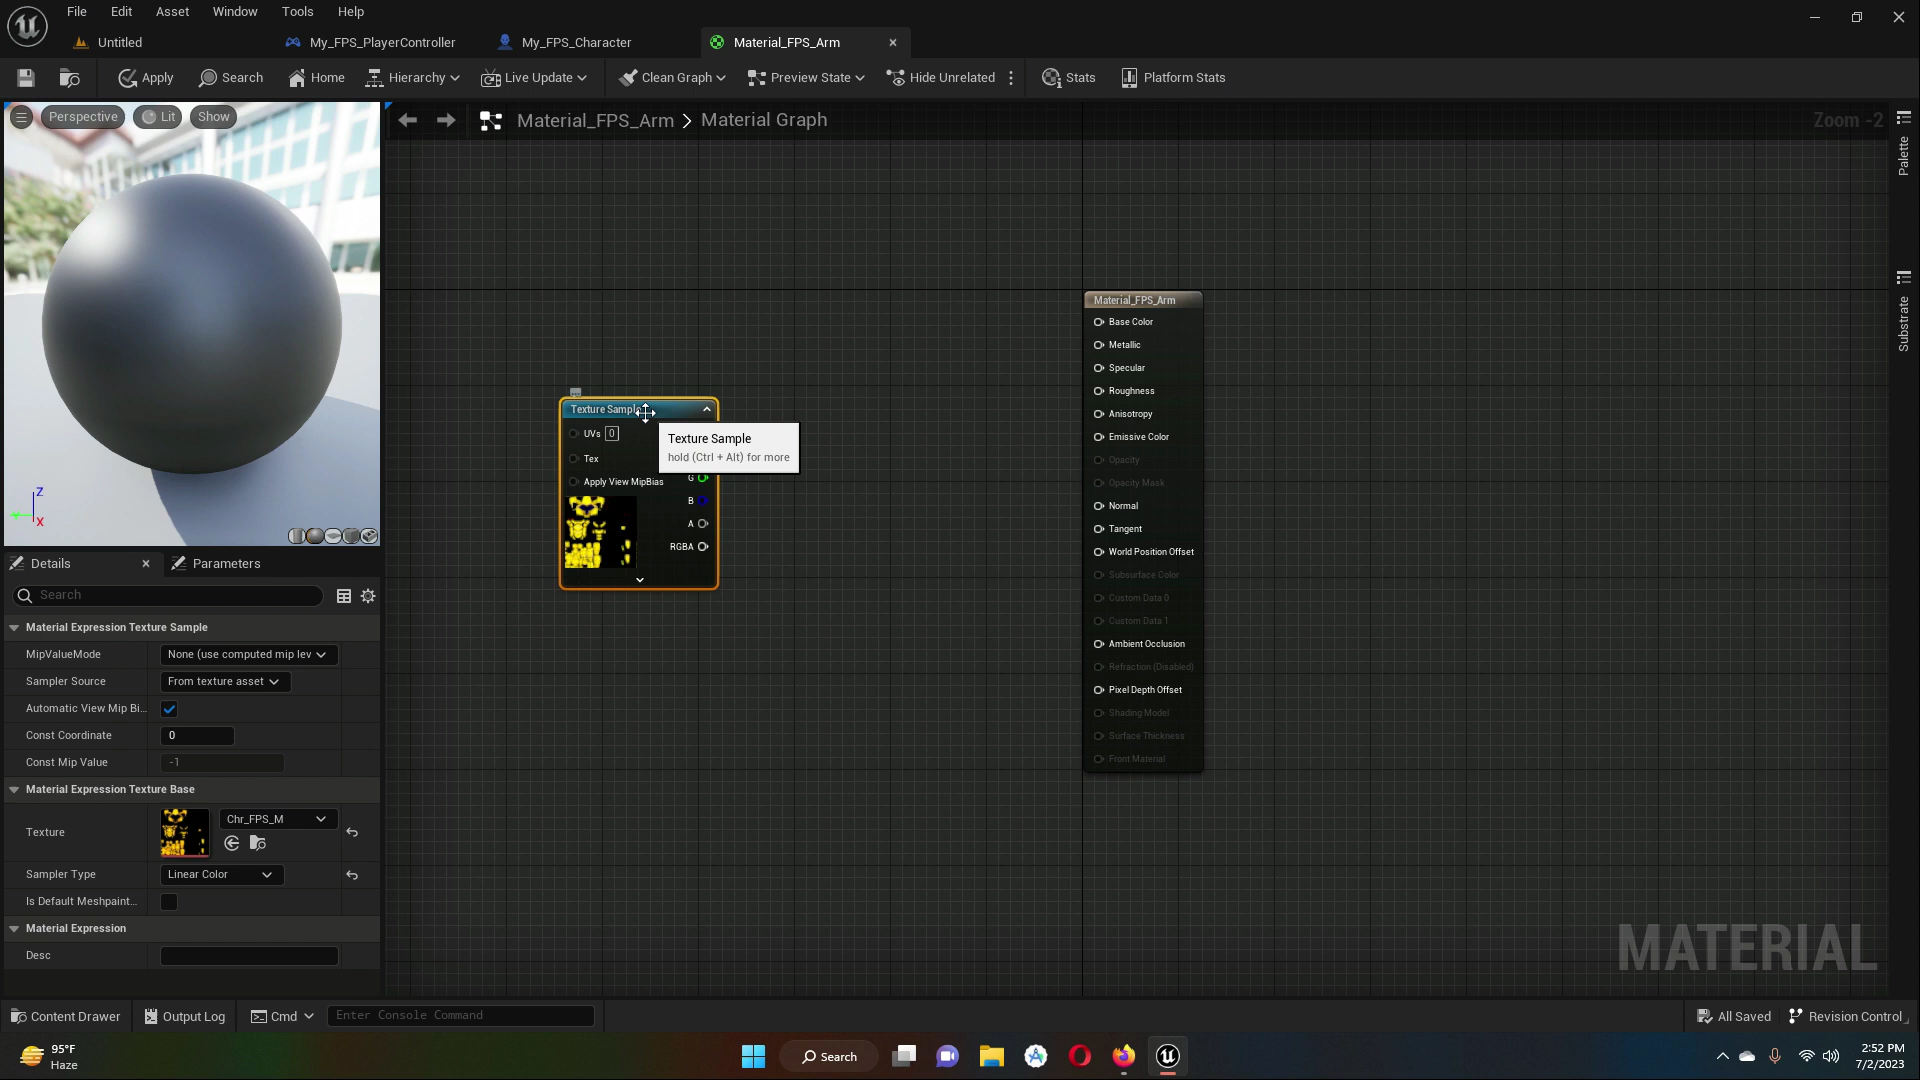 File Edit Asset Window Tools Help
Untitled My_FPS_PlayerController My_FPS_Character Material_FPS_Arm
Apply Search Home Hierarchy Live Update Clean Graph Preview State Hide Unrelated Stats Platform Stats
Perspective Lit Show
Material_FPS_Arm > Material Graph
Zoom -2
Palette
Substrate
Z
Y
X
Texture Sample
UVs 0
Tex
Apply View MipBias
G
B
A
RGBA
Texture Sample
hold (Ctrl + Alt) for more
Material_FPS_Arm
Base Color
Metallic
Specular
Roughness
Anisotropy
Emissive Color
Opacity
Opacity Mask
Normal
Tangent
World Position Offset
Subsurface Color
Custom Data 0
Custom Data 1
Ambient Occlusion
Refraction (Disabled)
Pixel Depth Offset
Shading Model
Surface Thickness
Front Material
MATERIAL
Details Parameters
Search
Material Expression Texture Sample
MipValueMode None (use computed mip lev
Sampler Source From texture asset
Automatic View Mip Bi...
Const Coordinate 0
Const Mip Value -1
Material Expression Texture Base
Texture Chr_FPS_M
Sampler Type Linear Color
Is Default Meshpaint...
Material Expression
Desc
Content Drawer Output Log Cmd Enter Console Command All Saved Revision Control
95°F
Haze
Search
2:52 PM
7/2/2023